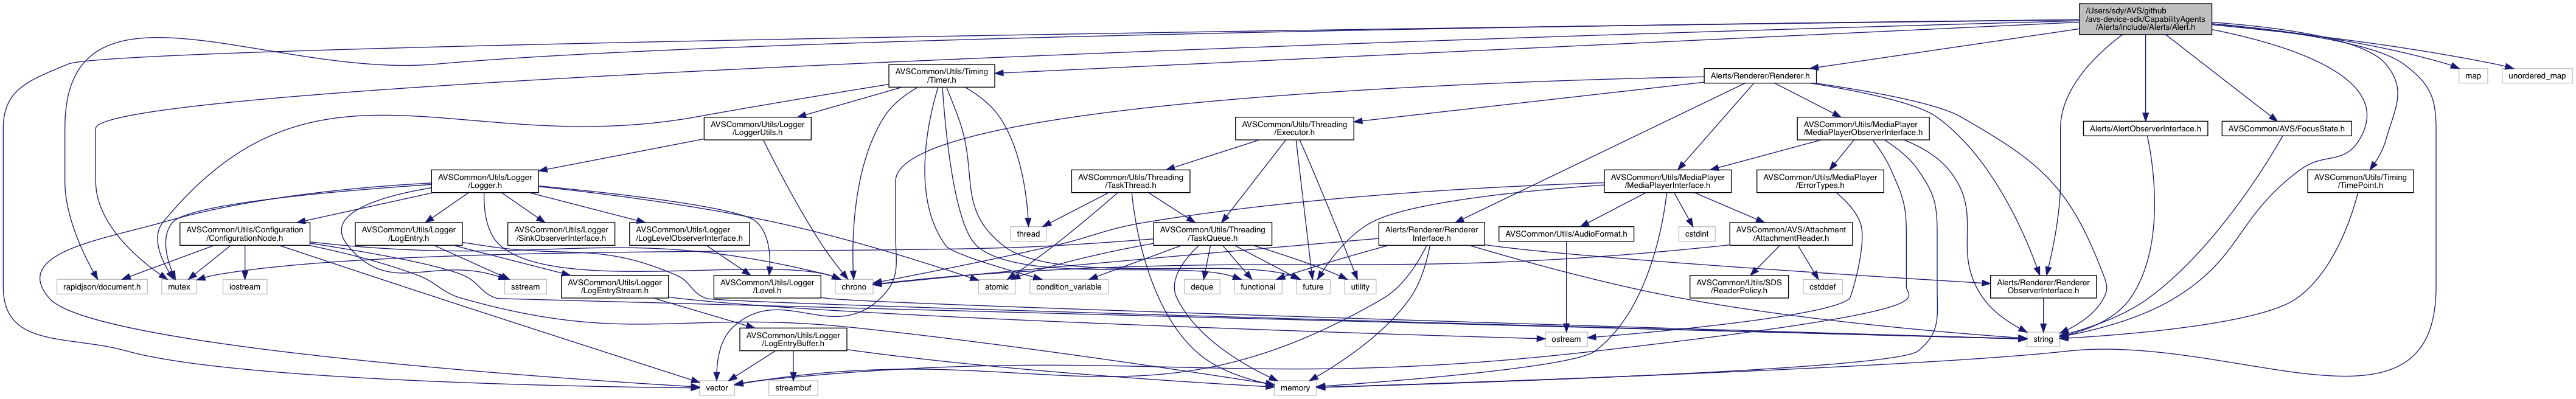 /Users/sdy/AVS/github
/avs-device-sdk/CapabilityAgents
/Alerts/include/Alerts/Alert.h
AVSCommon/Utils/Timing
/Timer.h
Alerts/Renderer/Renderer.h
map
unordered_map
AVSCommon/Utils/Logger
/LoggerUtils.h
AVSCommon/Utils/Threading
/Executor.h
AVSCommon/Utils/MediaPlayer
/MediaPlayerObserverInterface.h
Alerts/AlertObserverInterface.h
AVSCommon/AVS/FocusState.h
AVSCommon/Utils/Logger
/Logger.h
AVSCommon/Utils/Threading
/TaskThread.h
AVSCommon/Utils/MediaPlayer
/MediaPlayerInterface.h
AVSCommon/Utils/MediaPlayer
/ErrorTypes.h
AVSCommon/Utils/Timing
/TimePoint.h
AVSCommon/Utils/Configuration
/ConfigurationNode.h
AVSCommon/Utils/Logger
/LogEntry.h
AVSCommon/Utils/Logger
/SinkObserverInterface.h
AVSCommon/Utils/Logger
/LogLevelObserverInterface.h
thread
AVSCommon/Utils/Threading
/TaskQueue.h
Alerts/Renderer/Renderer
Interface.h
AVSCommon/Utils/AudioFormat.h
cstdint
AVSCommon/AVS/Attachment
/AttachmentReader.h
rapidjson/document.h
mutex
iostream
sstream
AVSCommon/Utils/Logger
/LogEntryStream.h
AVSCommon/Utils/Logger
/Level.h
chrono
atomic
condition_variable
deque
functional
future
utility
AVSCommon/Utils/SDS
/ReaderPolicy.h
cstddef
Alerts/Renderer/Renderer
ObserverInterface.h
AVSCommon/Utils/Logger
/LogEntryBuffer.h
ostream
string
vector
streambuf
memory